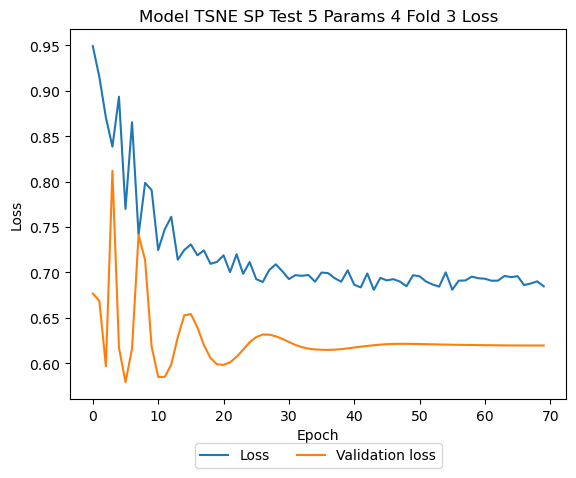 Model TSNE SP Test 5 Params 4 Fold 3 Loss
0.95
0.90
0.85
0.80
0.75
0.70
0.65
0.60
Loss
0 10 20 30 40 50 60 70
Epoch
Loss Validation loss